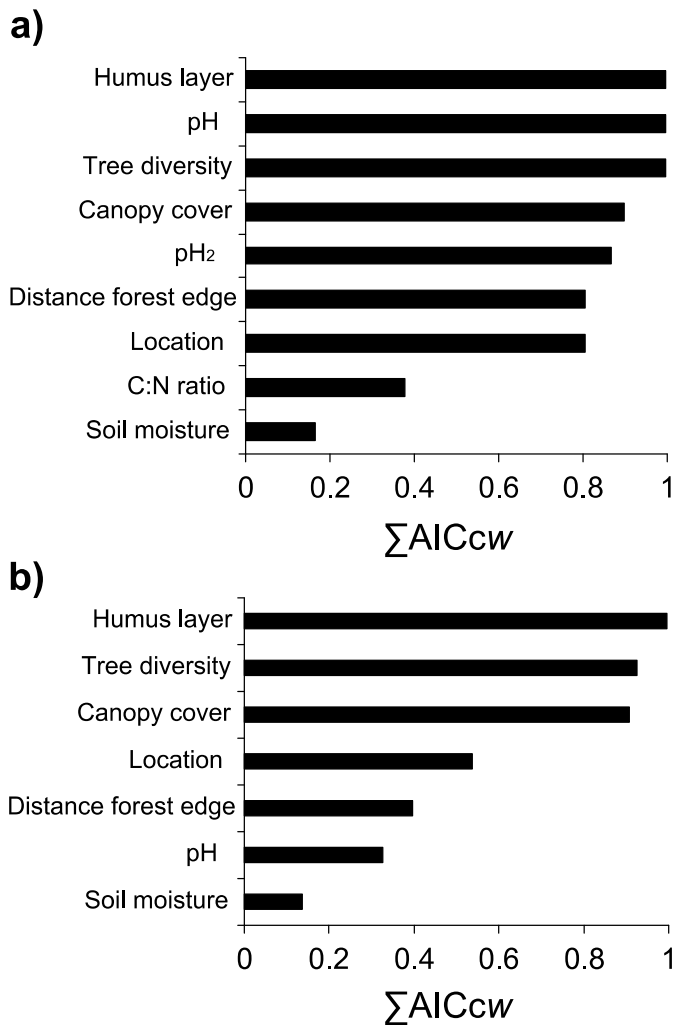 a)
Humus layer
pH
Tree diversity
Canopy cover
pH₂
Distance forest edge
Location
C:N ratio
Soil moisture
0 0.2 0.4 0.6 0.8 1
∑AICcw
b)
Humus layer
Tree diversity
Canopy cover
Location
Distance forest edge
pH
Soil moisture
0 0.2 0.4 0.6 0.8 1
∑AICcw